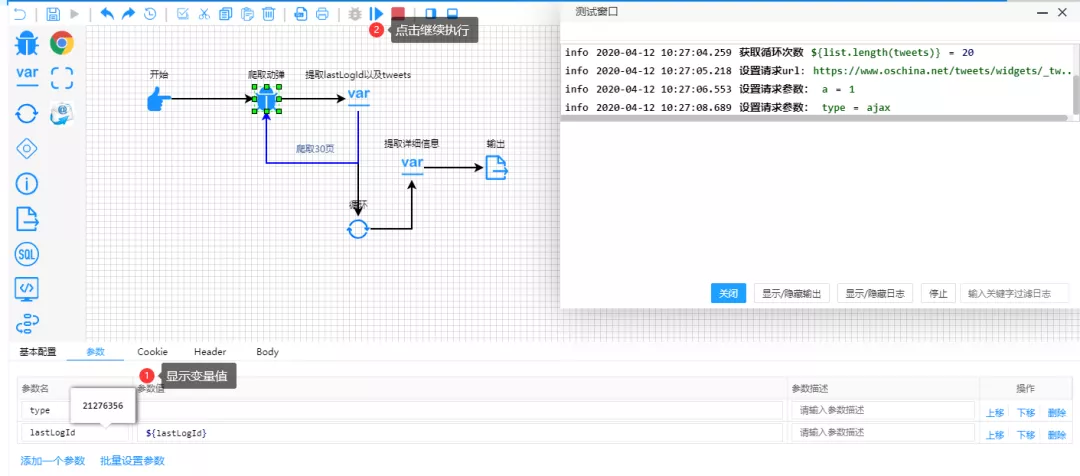 2 点击继续执行
测试窗口
var
info 2020-04-12 10:27:04.259 获取循环次数 ${list.length(tweets)} = 20
info 2020-04-12 10:27:05.218 设置请求url: https://www.oschina.net/tweets/widgets/_tw...
info 2020-04-12 10:27:06.553 设置请求参数: a = 1
info 2020-04-12 10:27:08.689 设置请求参数: type = ajax
开始
爬取动弹
提取lastLogId以及tweets
var
爬取30页
提取详细信息
var
输出
循环
SQL
关闭 显示/隐藏输出 显示/隐藏日志 停止 输入关键字过滤日志
基本配置 参数 Cookie Header Body
1 显示变量值
参数名 参数值 参数描述 操作
21276356
type 请输入参数描述 上移 下移 删除
lastLogId ${lastLogId} 请输入参数描述 上移 下移 删除
添加一个参数 批量设置参数